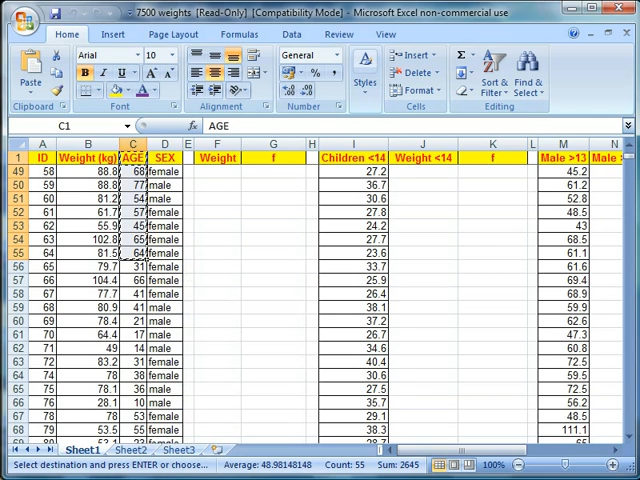 7500 weights [Read-Only] [Compatibility Mode] - Microsoft Excel non-commercial use
Home Insert Page Layout Formulas Data Review View
Paste
Clipboard
Arial 10
B I U
Font
Alignment
General
$ % ,
Number
Styles
Insert
Delete
Format
Cells
Σ
Sort & Filter
Find & Select
Editing
C1 fx AGE
A B C D E F G H I J K L M N
1 ID Weight (kg) AGE SEX Weight f Children <14 Weight <14 f Male >13
49 58 88.8 68 female 27.2 45.2
50 59 88.8 77 male 36.7 61.2
51 60 81.2 54 male 30.6 52.8
52 61 61.7 57 female 27.8 48.5
53 62 55.9 45 female 24.2 43
54 63 102.8 65 female 27.7 68.5
55 64 81.5 64 female 23.6 61.1
56 65 79.7 31 female 33.7 61.6
57 66 104.4 66 female 25.9 69.4
58 67 77.7 41 female 26.4 68.9
59 68 80.9 41 male 38.1 59.9
60 69 78.4 21 male 37.2 62.6
61 70 64.4 17 male 26.7 47.3
62 71 49 14 male 34.6 60.8
63 72 83.2 31 female 40.4 72.5
64 74 78 38 female 30.6 59.5
65 75 78.1 36 male 27.5 72.5
66 76 28.1 10 male 35.7 56.2
67 77 78 53 female 29.1 48.5
68 79 53.5 55 female 38.3 111.1
69 80 53.1 28.7 65
Sheet1 Sheet2 Sheet3
Select destination and press ENTER or choose... Average: 48.98148148 Count: 55 Sum: 2645 100%